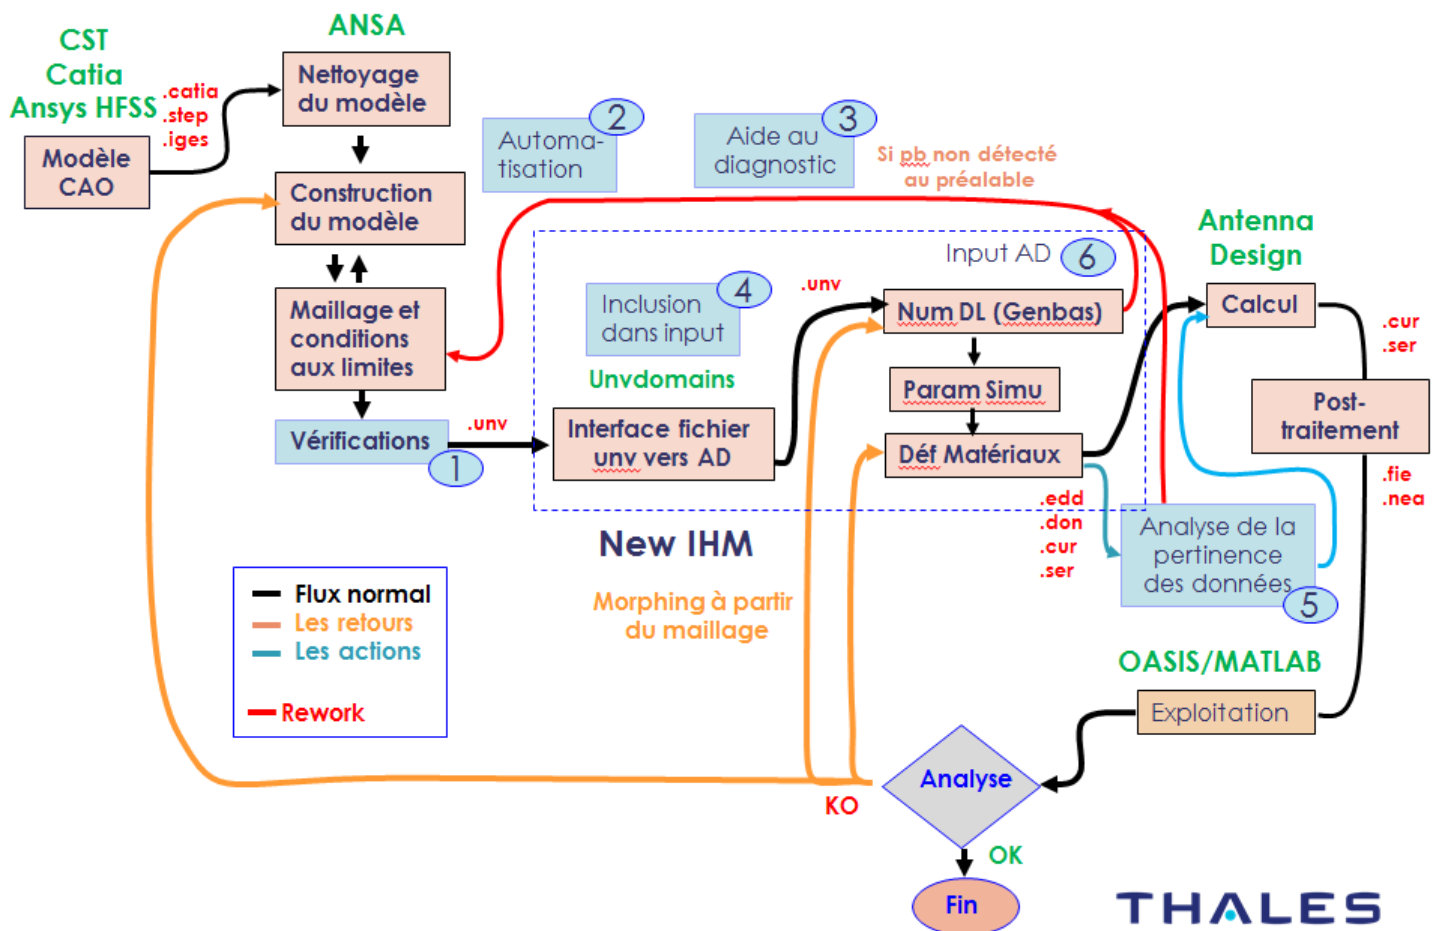 CST
Catia
Ansys HFSS
.catia
.step
.iges
Modèle
CAO
ANSA
Nettoyage
du modèle
Construction
du modèle
Maillage et
conditions
aux limites
Vérifications
1
.unv
Automa-
tisation
2
Aide au
diagnostic
3
Si pb non détecté
au préalable
Input AD
6
Inclusion
dans input
4
Unvdomains
Interface fichier
unv vers AD
.unv
Num DL (Genbas)
Param Simu
Déf Matériaux
Antenna
Design
Calcul
.cur
.ser
Post-
traitement
.fie
.nea
.edd
.don
.cur
.ser
Analyse de la
pertinence
des données
5
New IHM
Morphing à partir
du maillage
Flux normal
Les retours
Les actions
Rework
OASIS/MATLAB
Exploitation
Analyse
KO
OK
Fin
THALES